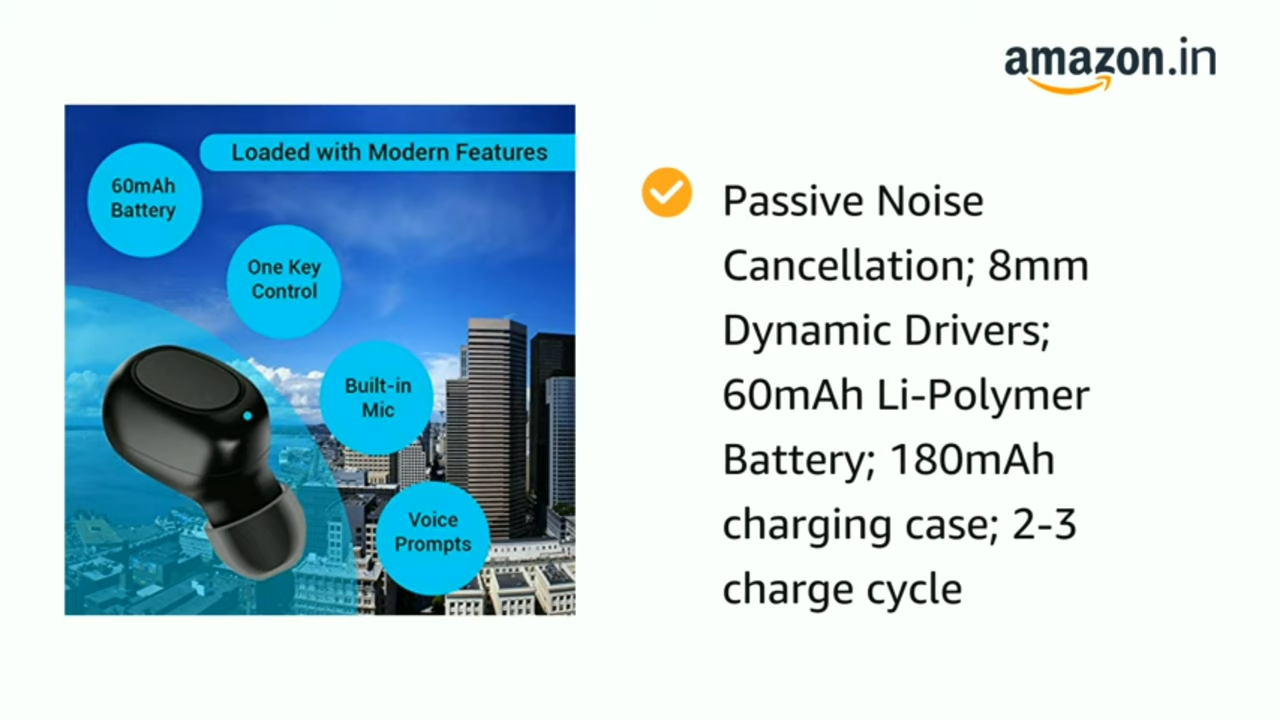 amazon.in
Loaded with Modern Features
60mAh
Battery
One Key
Control
Built-in
Mic
Voice
Prompts
Passive Noise
Cancellation; 8mm
Dynamic Drivers;
60mAh Li-Polymer
Battery; 180mAh
charging case; 2-3
charge cycle